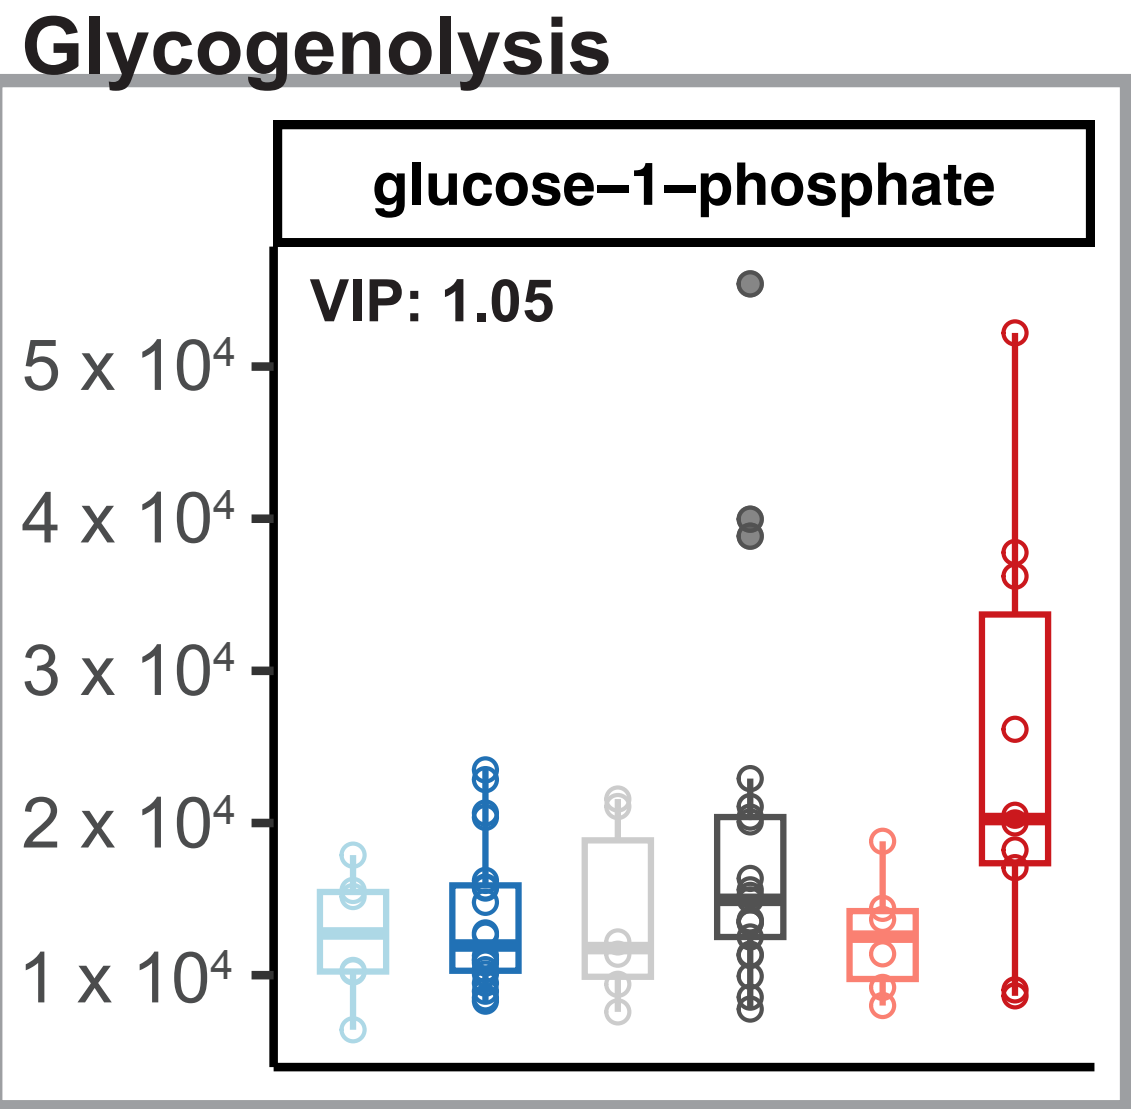 Glycogenolysis
glucose–1–phosphate
VIP: 1.05
5 x 10⁴
4 x 10⁴
3 x 10⁴
2 x 10⁴
1 x 10⁴